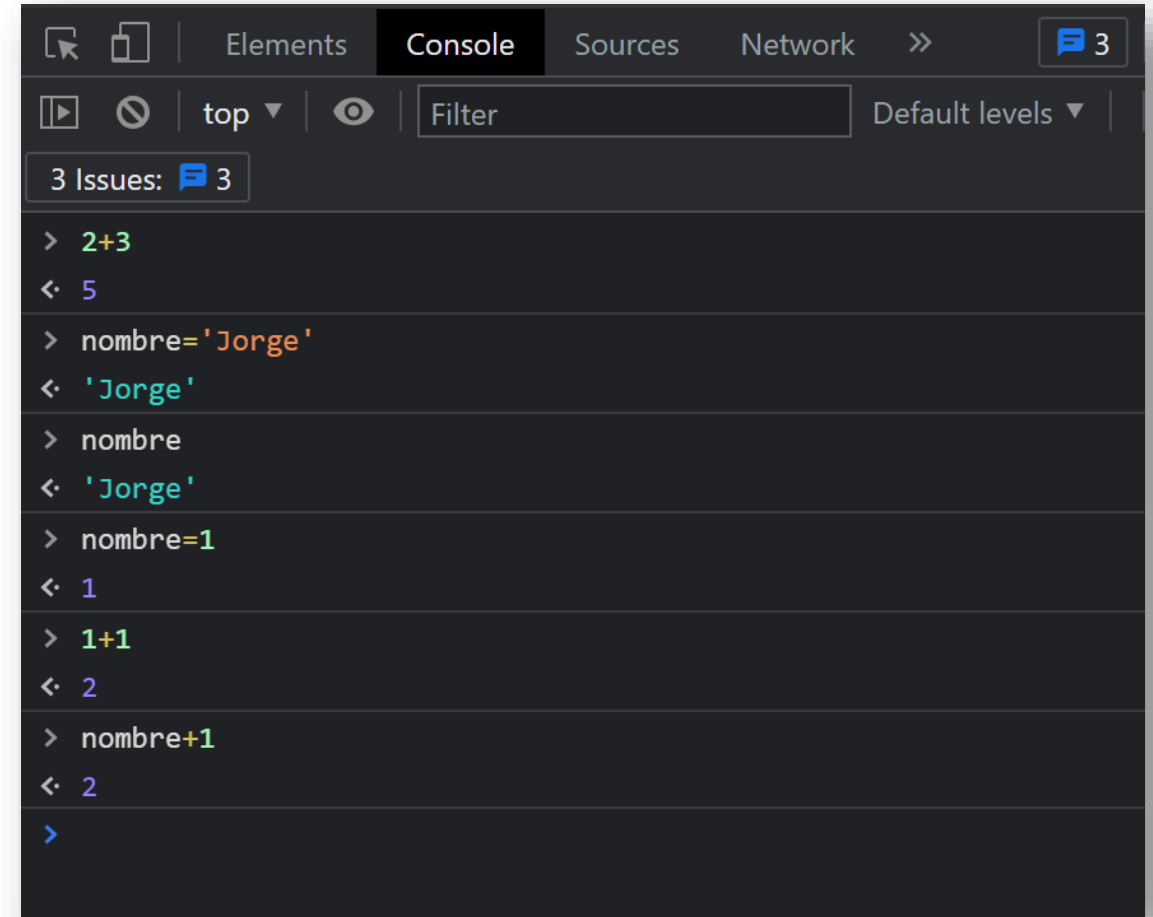 Elements Console Sources Network » 3
top ▼ Filter Default levels ▼
3 Issues: 3
> 2+3
<· 5
> nombre='Jorge'
<· 'Jorge'
> nombre
<· 'Jorge'
> nombre=1
<· 1
> 1+1
<· 2
> nombre+1
<· 2
>